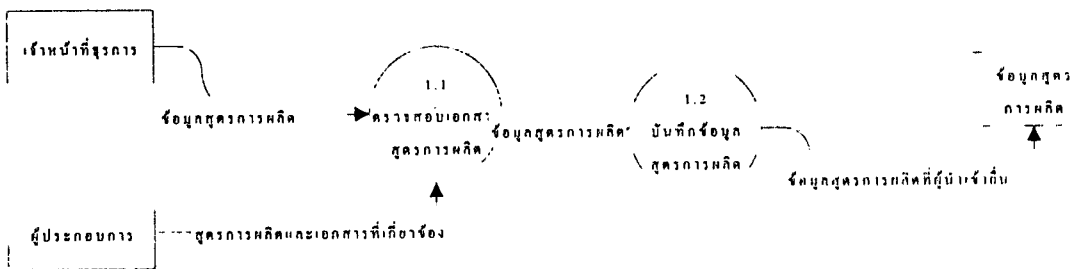 เจ้าหน้าที่ธุรการ
ข้อมูลสูตรการผลิต
1.1
ตรวจสอบเอกสา
สูตรการผลิต
ข้อมูลสูตรการผลิต
1.2
บันทึกข้อมูล
สูตรการผลิต
ข้อมูลสูตร
การผลิต
ข้อมูลสูตรการผลิตที่ผู้นำเข้ายื่น
ผู้ประกอบการ
สูตรการผลิตและเอกสารที่เกี่ยวข้อง